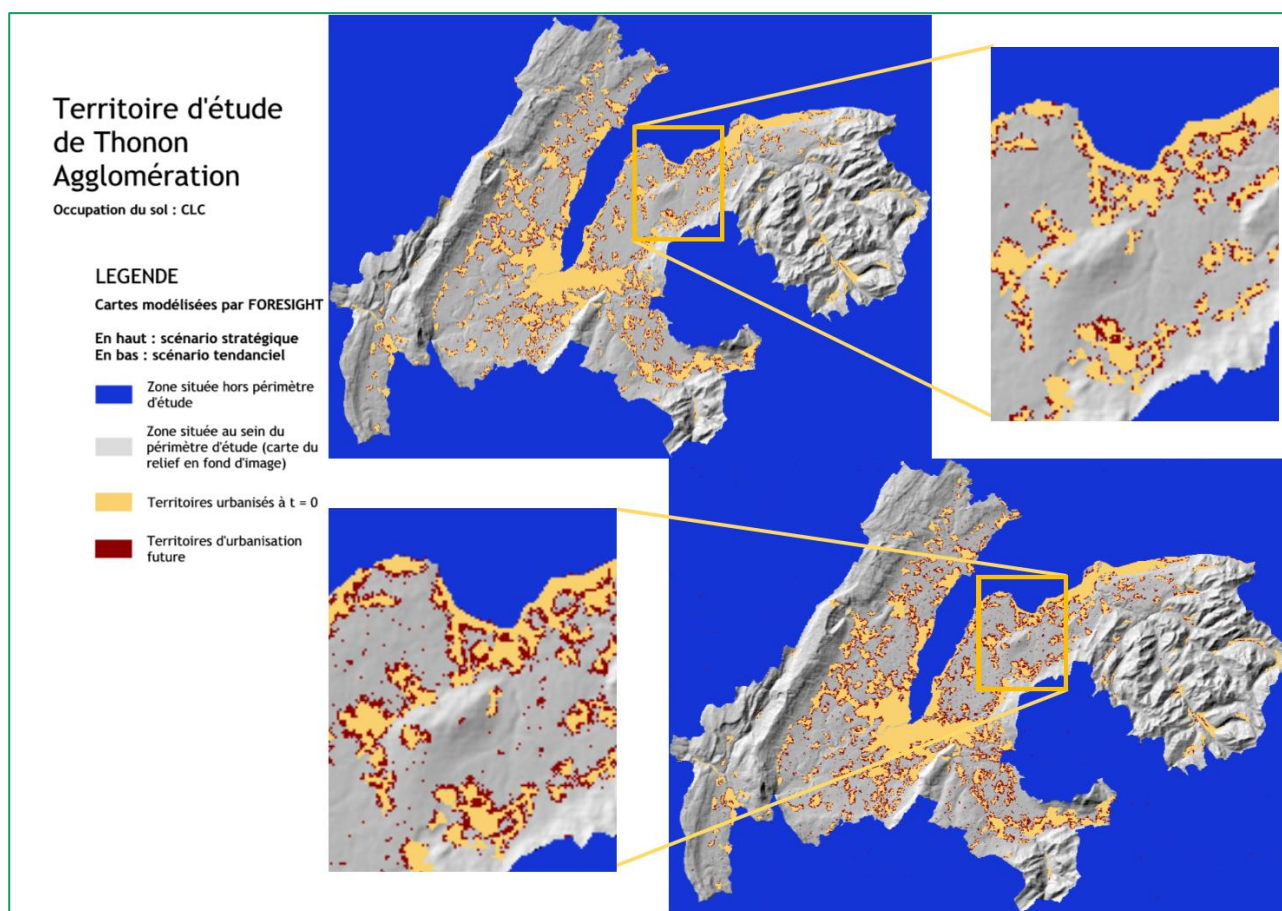 Territoire d'étude
de Thonon
Agglomération
Occupation du sol : CLC
LEGENDE
Cartes modélisées par FORESIGHT
En haut : scénario stratégique
En bas : scénario tendanciel
Zone située hors périmètre
d'étude
Zone située au sein du
périmètre d'étude (carte du
relief en fond d'image)
Territoires urbanisés à t = 0
Territoires d'urbanisation
future